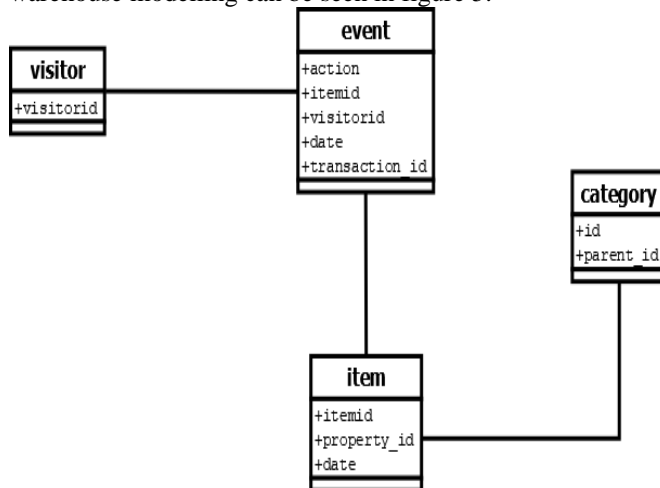 warehouse modelling can be seen in figure 3.
event
+action
+itemid
+visitorid
+date
+transaction_id
visitor
+visitorid
category
+id
+parent_id
item
+itemid
+property_id
+date